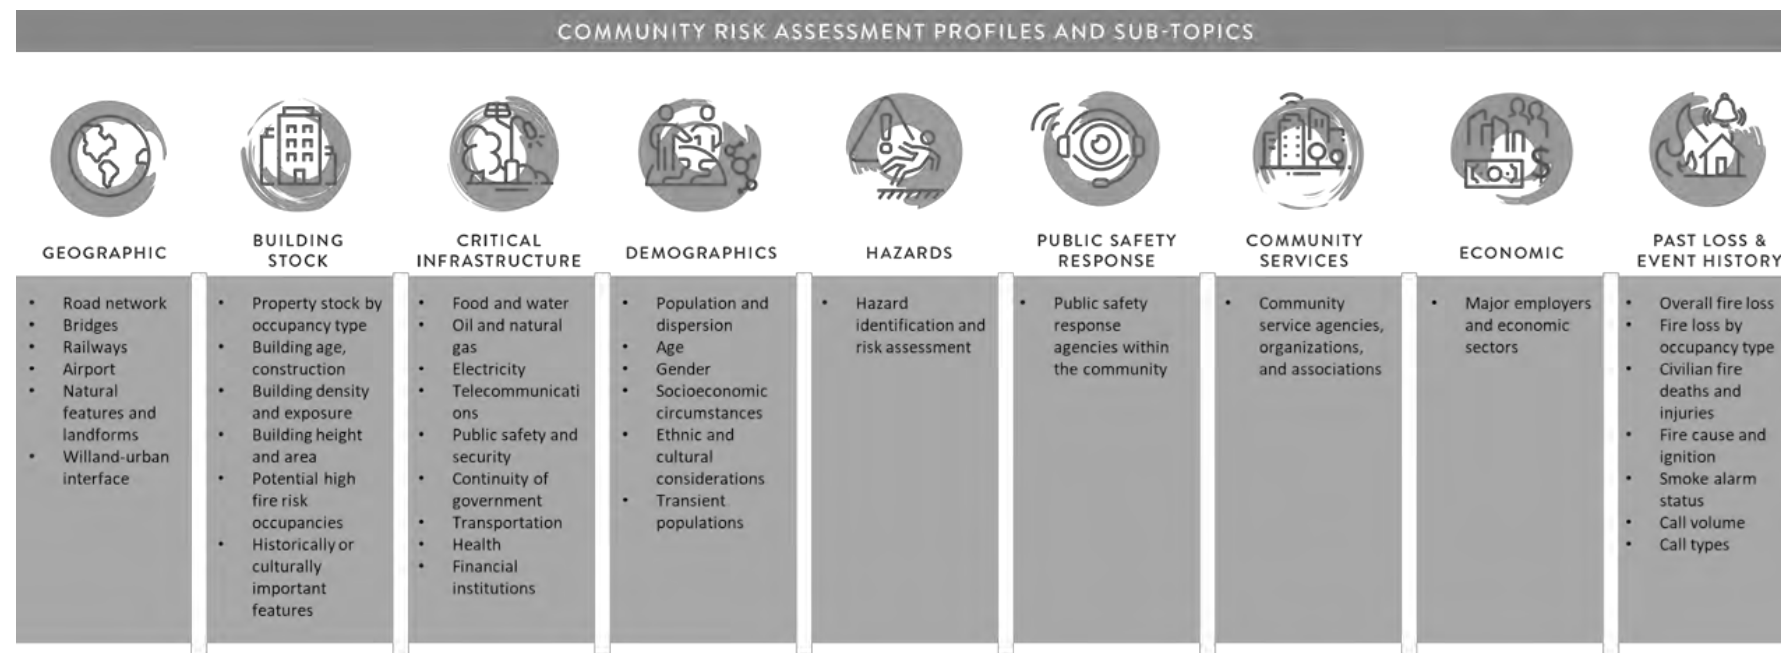 COMMUNITY RISK ASSESSMENT PROFILES AND SUB-TOPICS
GEOGRAPHIC
• Road network
• Bridges
• Railways
• Airport
• Natural
features and
landforms
• Willand-urban
interface
BUILDING
STOCK
• Property stock by
occupancy type
• Building age,
construction
• Building density
and exposure
• Building height
and area
• Potential high
fire risk
occupancies
• Historically or
culturally
important
features
CRITICAL
INFRASTRUCTURE
• Food and water
• Oil and natural
gas
• Electricity
• Telecommunicati
ons
• Public safety and
security
• Continuity of
government
• Transportation
• Health
• Financial
institutions
DEMOGRAPHICS
• Population and
dispersion
• Age
• Gender
• Socioeconomic
circumstances
• Ethnic and
cultural
considerations
• Transient
populations
HAZARDS
• Hazard
identification and
risk assessment
PUBLIC SAFETY
RESPONSE
• Public safety
response
agencies within
the community
COMMUNITY
SERVICES
• Community
service agencies,
organizations,
and associations
ECONOMIC
• Major employers
and economic
sectors
PAST LOSS &
EVENT HISTORY
• Overall fire loss
• Fire loss by
occupancy type
• Civilian fire
deaths and
injuries
• Fire cause and
ignition
• Smoke alarm
status
• Call volume
• Call types